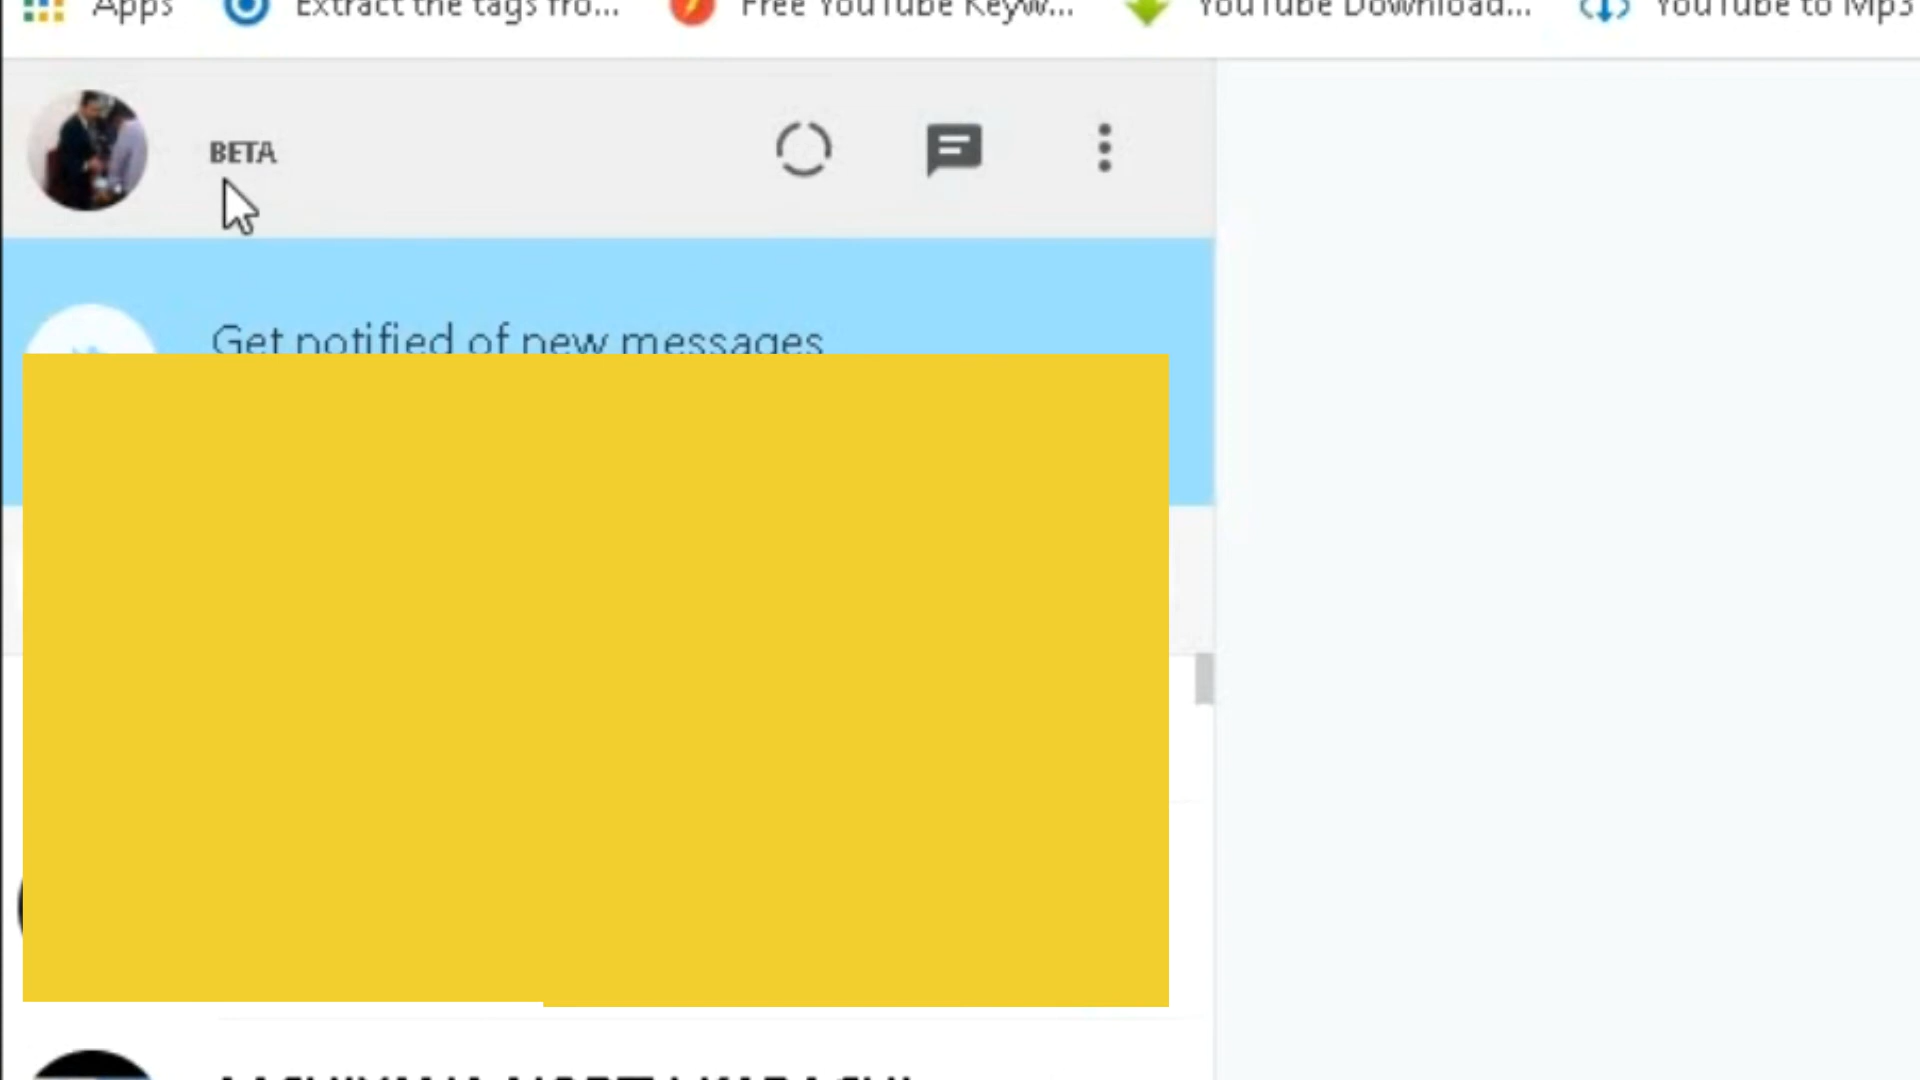 Apps Extract the tags fro... Free YouTube Keyw... YouTube Download... YouTube to Mp3
BETA
Get notified of new messages